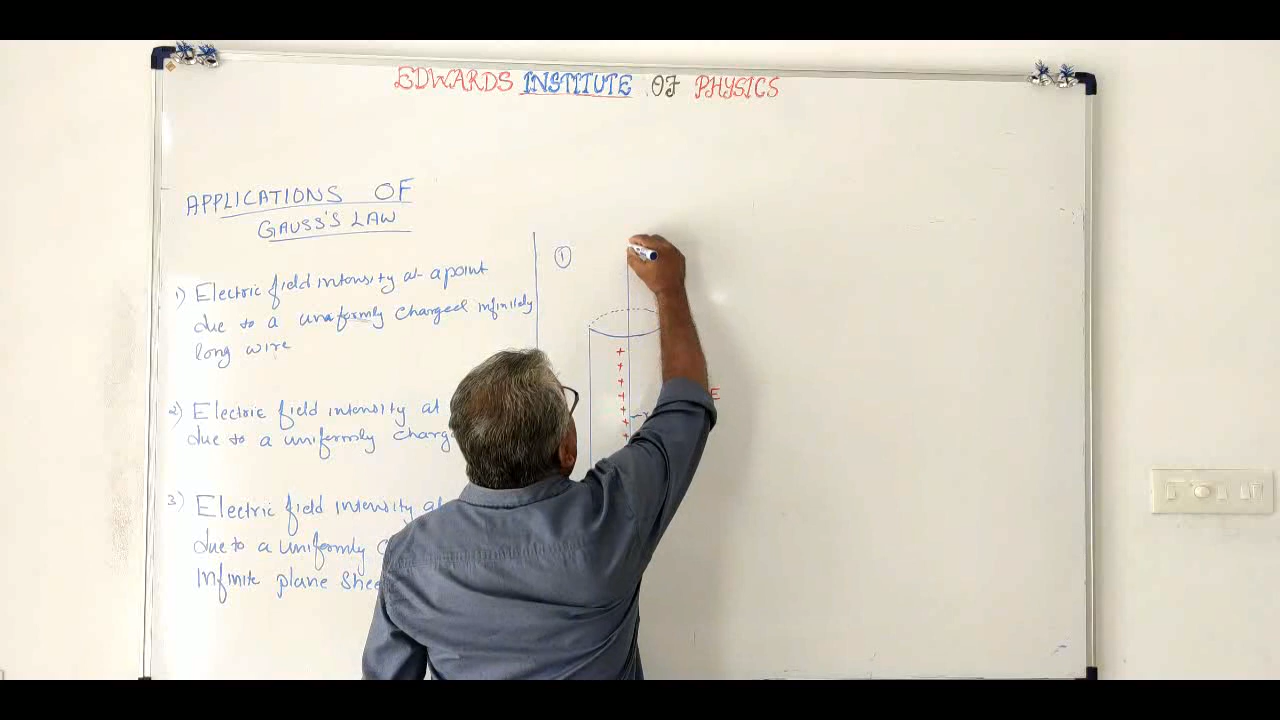 EDWARDS INSTITUTE OF PHYSICS
APPLICATIONS OF
GAUSS'S LAW
1) Electric field intensity at a point
due to a uniformly charged infinitely
long wire
2) Electric field intensity at
due to a uniformly
3) Electric field intensity
due to a uniformly
infinite plane
1
+
+
+
+
+
+
+
E